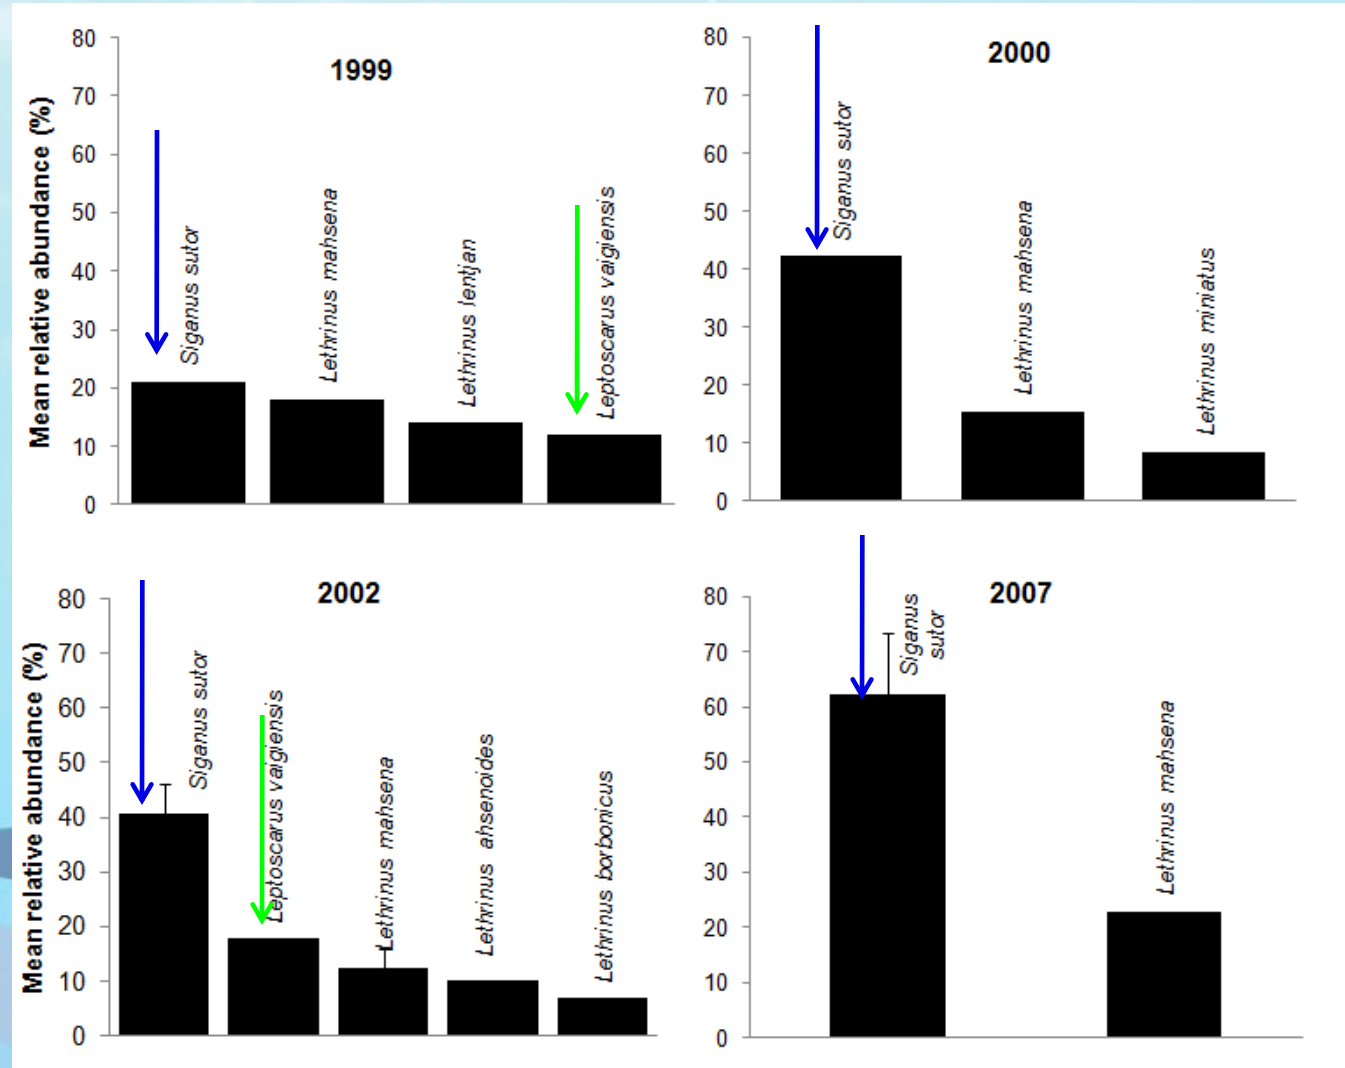 1999
Mean relative abundance (%)
80
70
60
50
40
30
20
10
0
Siganus sutor
Lethrinus mahsena
Lethrinus lentjan
Leptoscarus vaigiensis
2000
80
70
60
50
40
30
20
10
0
Siganus sutor
Lethrinus mahsena
Lethrinus miniatus
2002
Mean relative abundance (%)
80
70
60
50
40
30
20
10
0
Siganus sutor
Leptoscarus vaigiensis
Lethrinus mahsena
Lethrinus ahsenoides
Lethrinus borbonicus
2007
80
70
60
50
40
30
20
10
0
Siganus
sutor
Lethrinus mahsena